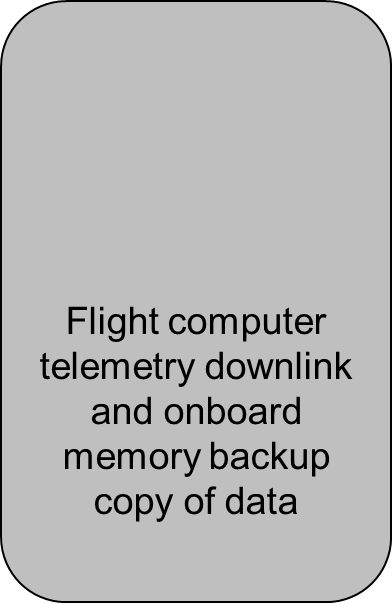 Flight computer
telemetry downlink
and onboard
memory backup
copy of data